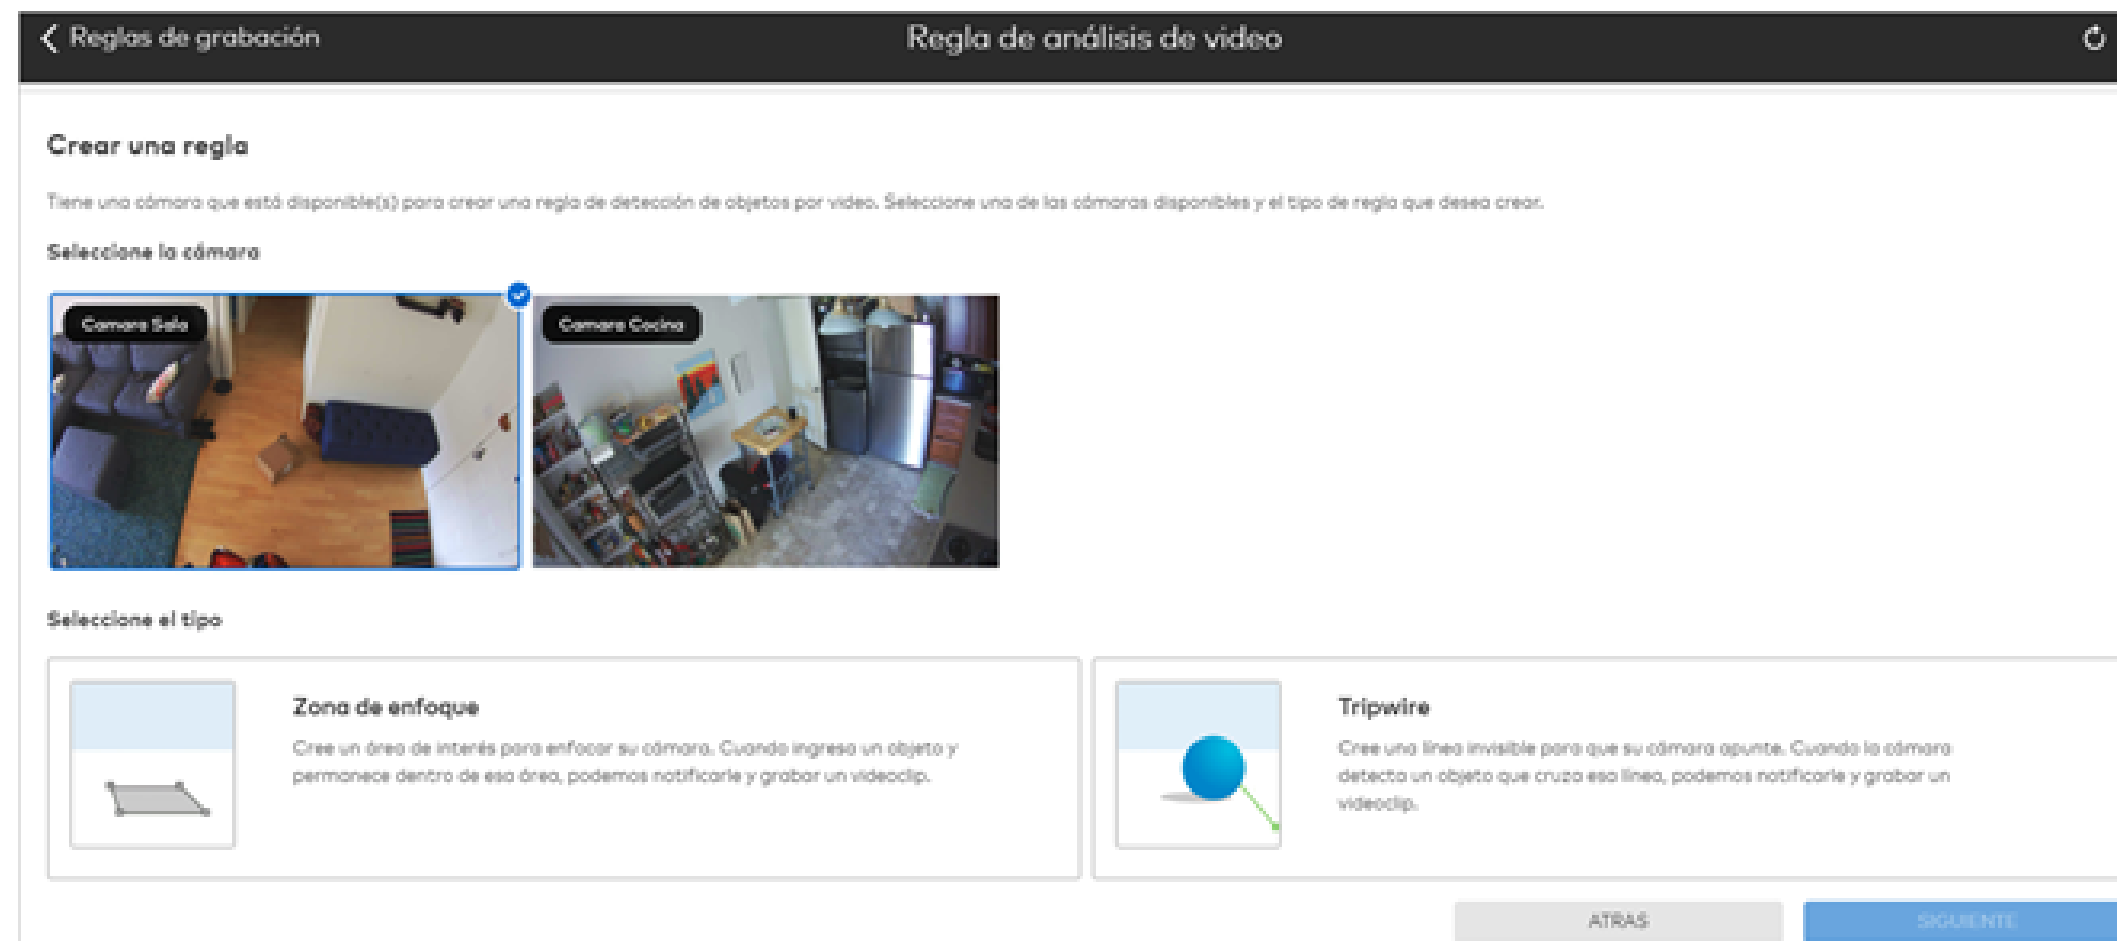 Reglas de grabación
Regla de análisis de video
Crear una regla
Tiene una cámara que está disponible(s) para crear una regla de detección de objetos por video. Seleccione una de las cámaras disponibles y el tipo de regla que desea crear.
Seleccione la cámara
Camara Sala
Camara Cocina
Seleccione el tipo
Zona de enfoque
Cree un área de interés para enfocar su cámara. Cuando ingresa un objeto y
permanece dentro de esa área, podemos notificarle y grabar un videoclip.
Tripwire
Cree una línea invisible para que su cámara apunte. Cuando la cámara
detecta un objeto que cruza esa línea, podemos notificarle y grabar un
videoclip.
ATRAS
SIGUIENTE